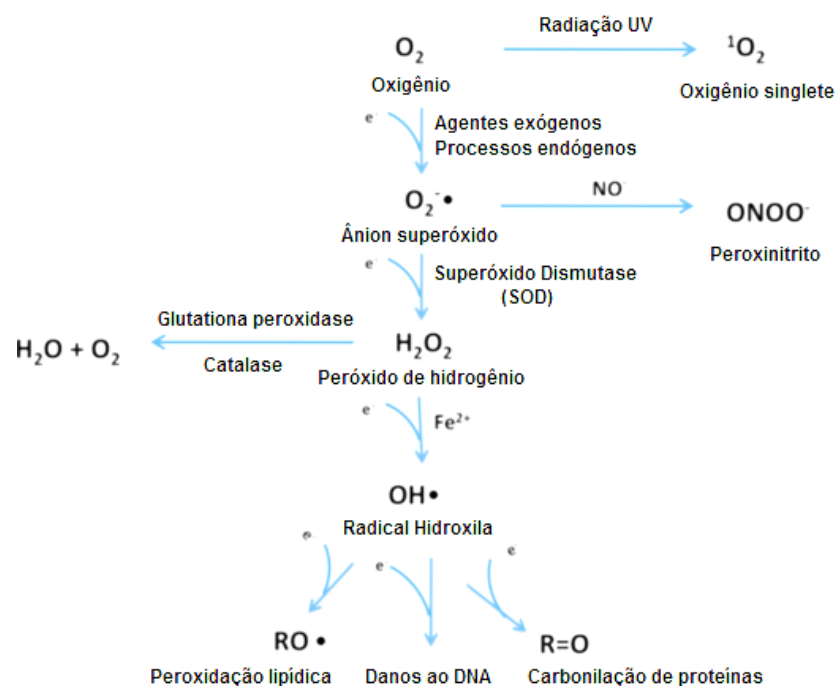 Radiação UV
O₂
¹O₂
Oxigênio
Oxigênio singlete
e⁻
Agentes exógenos
Processos endógenos
O₂⁻•
NO⁻
ONOO⁻
Ânion superóxido
Peroxinitrito
e⁻
Superóxido Dismutase
(SOD)
Glutationa peroxidase
H₂O + O₂
H₂O₂
Catalase
Peróxido de hidrogênio
e⁻
Fe²⁺
OH•
Radical Hidroxila
e⁻
e⁻
e
RO •
R=O
Peroxidação lipídica
Danos ao DNA
Carbonilação de proteínas